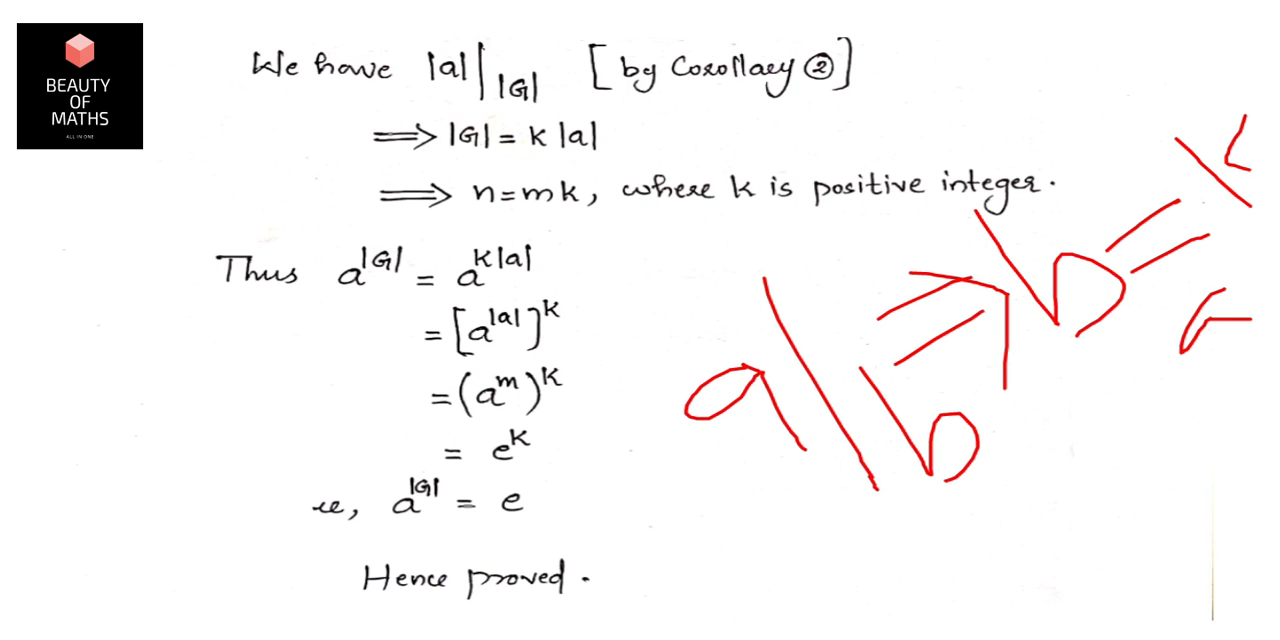 BEAUTY
OF
MATHS
ALL IN ONE
We have |a| / |G| [by Corollaey ②]
⟹ |G| = k |a|
⟹ n = mk, where k is positive integer.
Thus a^|G| = a^k|a|
= [a^|a|]^k
= (a^m)^k
= e^k
ie, a^|G| = e
Hence proved.
a / b ⇒ b = k a